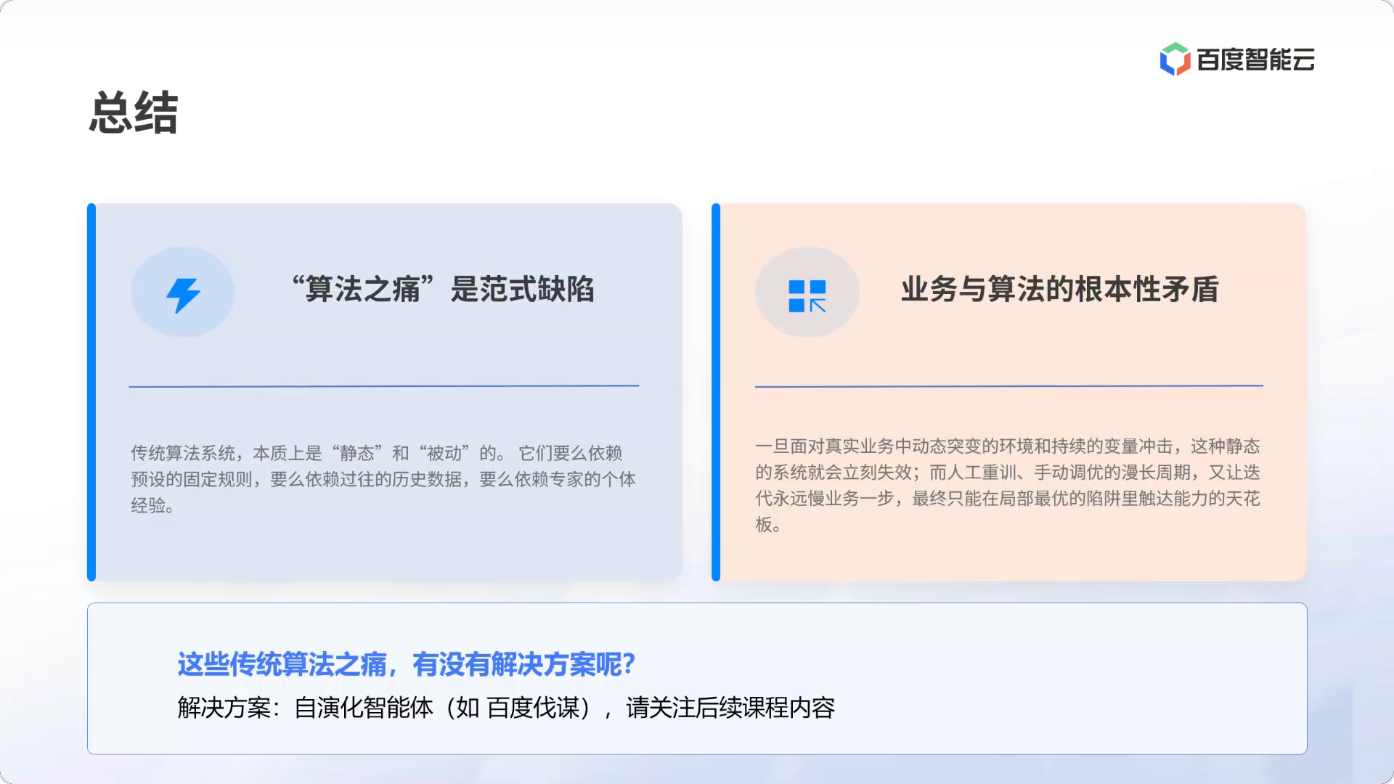 百度智能云
总结
“算法之痛”是范式缺陷
传统算法系统，本质上是“静态”和“被动”的。 它们要么依赖
预设的固定规则，要么依赖过往的历史数据，要么依赖专家的个体
经验。
业务与算法的根本性矛盾
一旦面对真实业务中动态突变的环境和持续的变量冲击，这种静态
的系统就会立刻失效；而人工重训、手动调优的漫长周期，又让迭
代永远慢业务一步，最终只能在局部最优的陷阱里触达能力的天花
板。
这些传统算法之痛，有没有解决方案呢？
解决方案：自演化智能体（如 百度伐谋），请关注后续课程内容